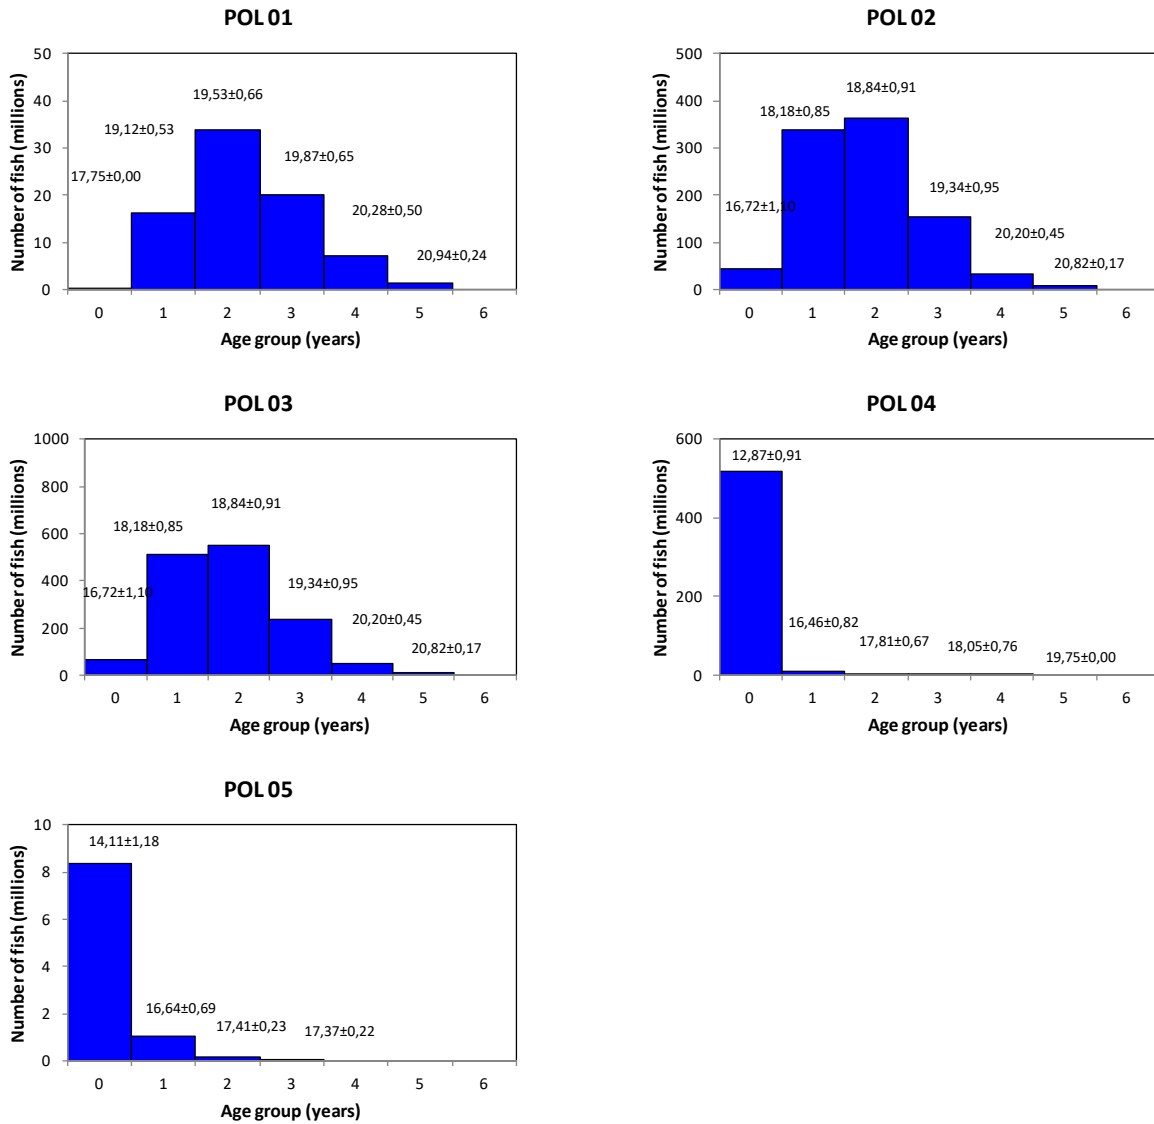 POL 01
Number of fish (millions)
50
40
30
20
10
0
17,75±0,00
19,12±0,53
19,53±0,66
19,87±0,65
20,28±0,50
20,94±0,24
0 1 2 3 4 5 6
Age group (years)
POL 02
Number of fish (millions)
500
400
300
200
100
0
16,72±1,10
18,18±0,85
18,84±0,91
19,34±0,95
20,20±0,45
20,82±0,17
0 1 2 3 4 5 6
Age group (years)
POL 03
Number of fish (millions)
1000
800
600
400
200
0
16,72±1,10
18,18±0,85
18,84±0,91
19,34±0,95
20,20±0,45
20,82±0,17
0 1 2 3 4 5 6
Age group (years)
POL 04
Number of fish (millions)
600
400
200
0
12,87±0,91
16,46±0,82
17,81±0,67
18,05±0,76
19,75±0,00
0 1 2 3 4 5 6
Age group (years)
POL 05
Number of fish (millions)
10
8
6
4
2
0
14,11±1,18
16,64±0,69
17,41±0,23
17,37±0,22
0 1 2 3 4 5 6
Age group (years)